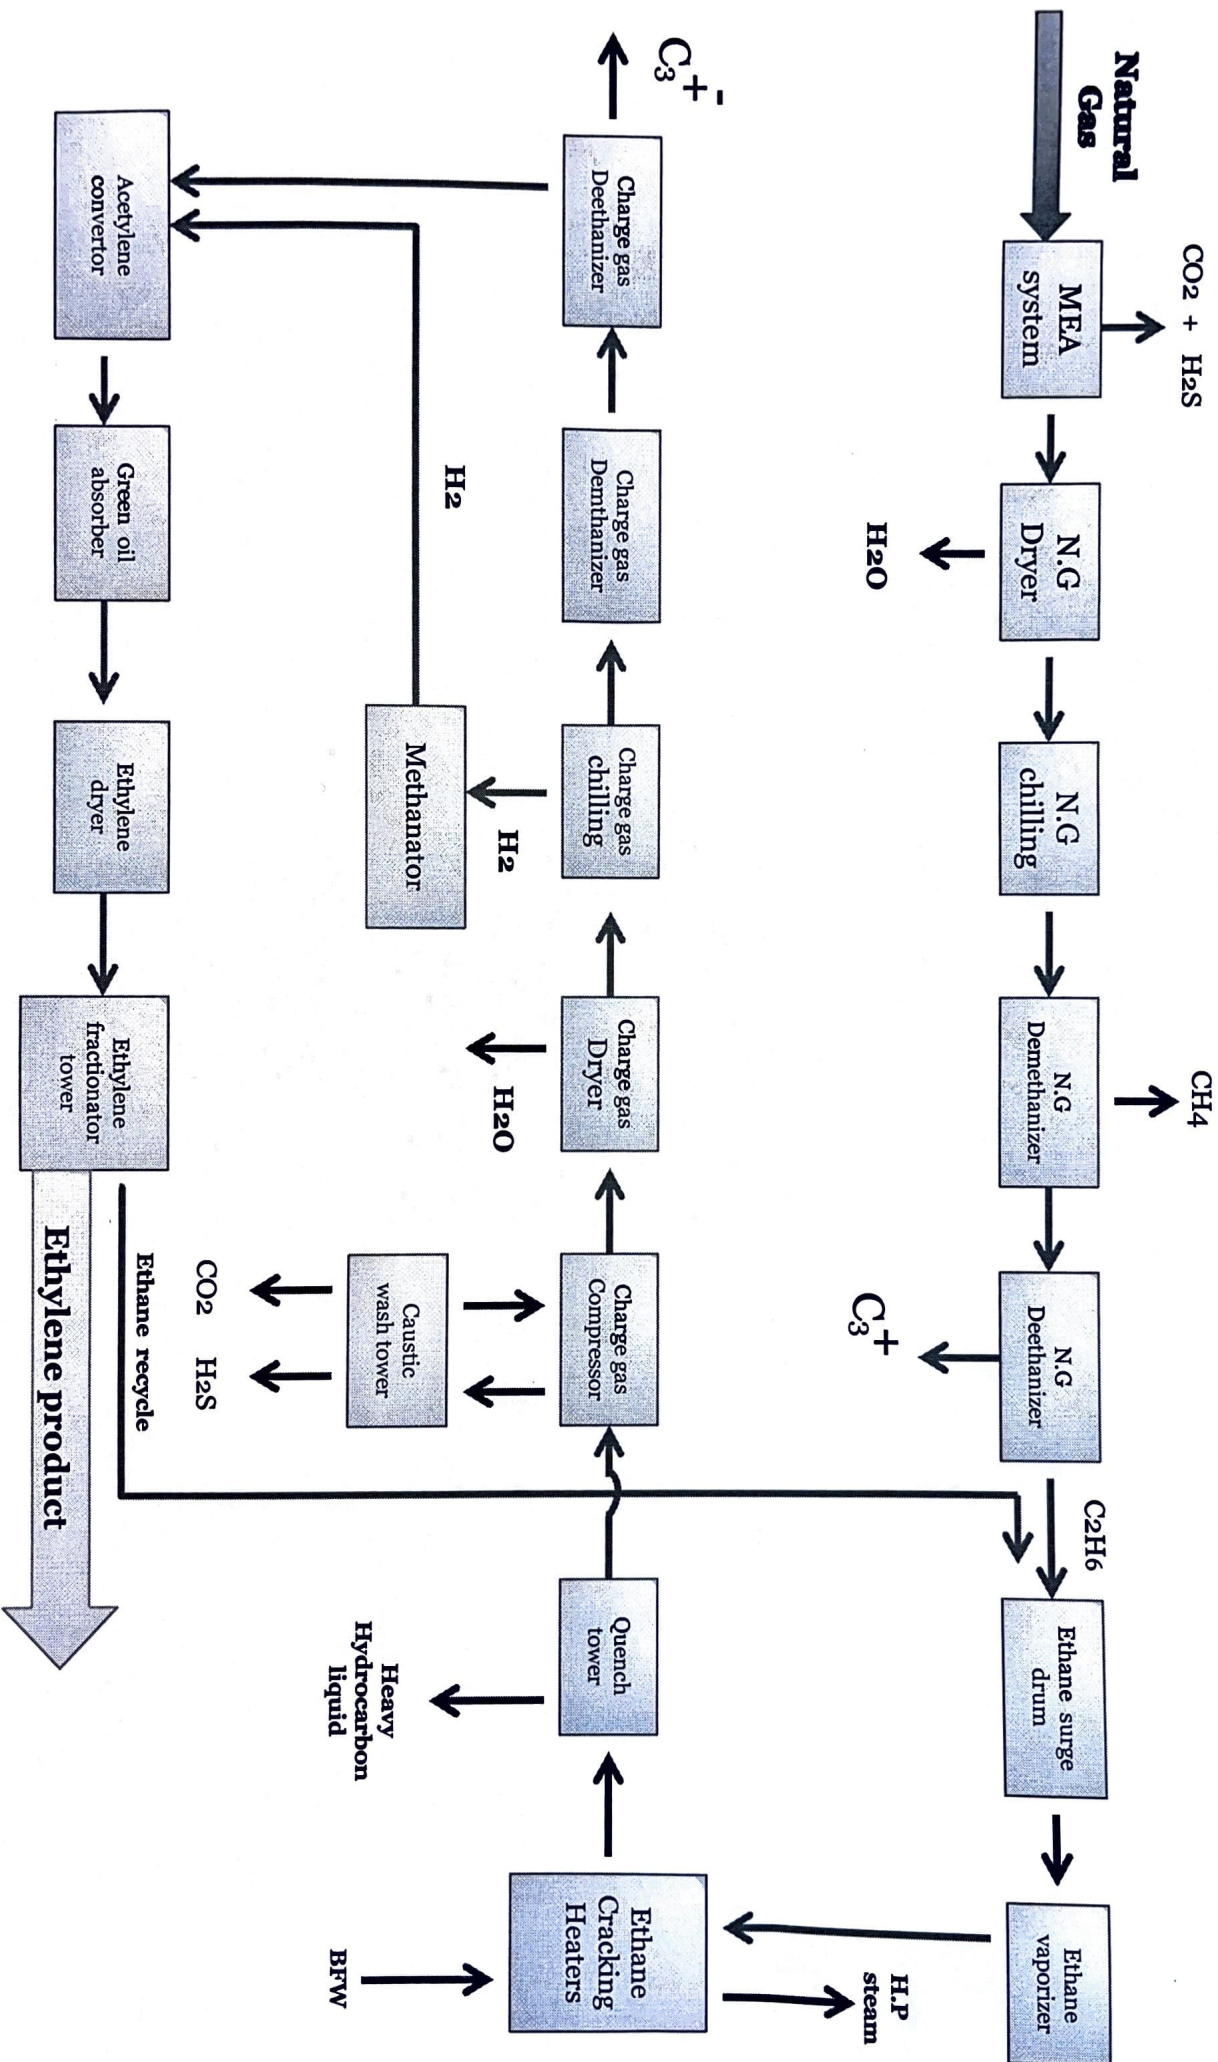 Natural
Gas
CO2 + H2S
MEA
system
N.G
Dryer
H2O
N.G
chilling
N.G
Demethanizer
CH4
N.G
Deethanizer
C3+
C2H6
Ethane surge
drum
Ethane
vaporizer
H.P
steam
Ethane
Cracking
Heaters
BFW
Quench
tower
Heavy
Hydrocarbon
liquid
Charge gas
Compressor
Caustic
wash tower
CO2 H2S
Charge gas
Dryer
H2O
Charge gas
chilling
H2
Methanator
H2
Charge gas
Demthanizer
Charge gas
Deethanizer
C3+-
Acetylene
convertor
Green oil
absorber
Ethylene
dryer
Ethylene
fractionator
tower
Ethane recycle
Ethylene product